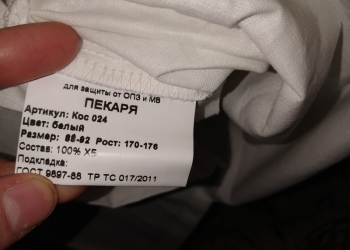 для защиты от ОПЗ и МВ
ПЕКАРЯ
Артикул: Кос 024
Цвет: белый
Размер: 88-92 Рост: 170-176
Состав: 100% ХБ
Подкладка:
ГОСТ 9897-88 ТР ТС 017/2011